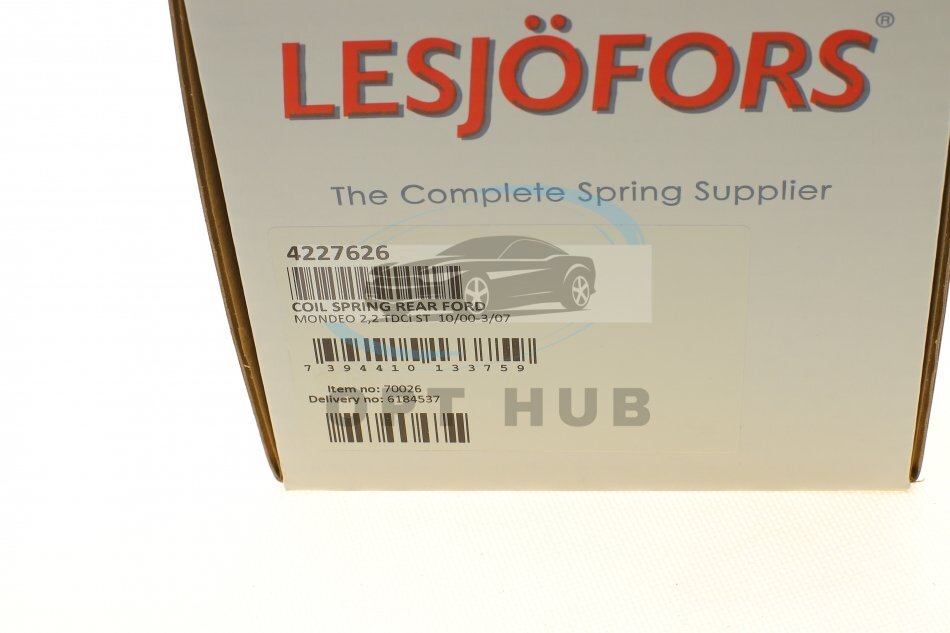 LESJÖFORS®
The Complete Spring Supplier
4227626
COIL SPRING REAR FORD
MONDEO 2,2 TDCi ST 10/00-3/07
7 394410 133759
Item no: 70026
Delivery no: 6184537
DPT HUB